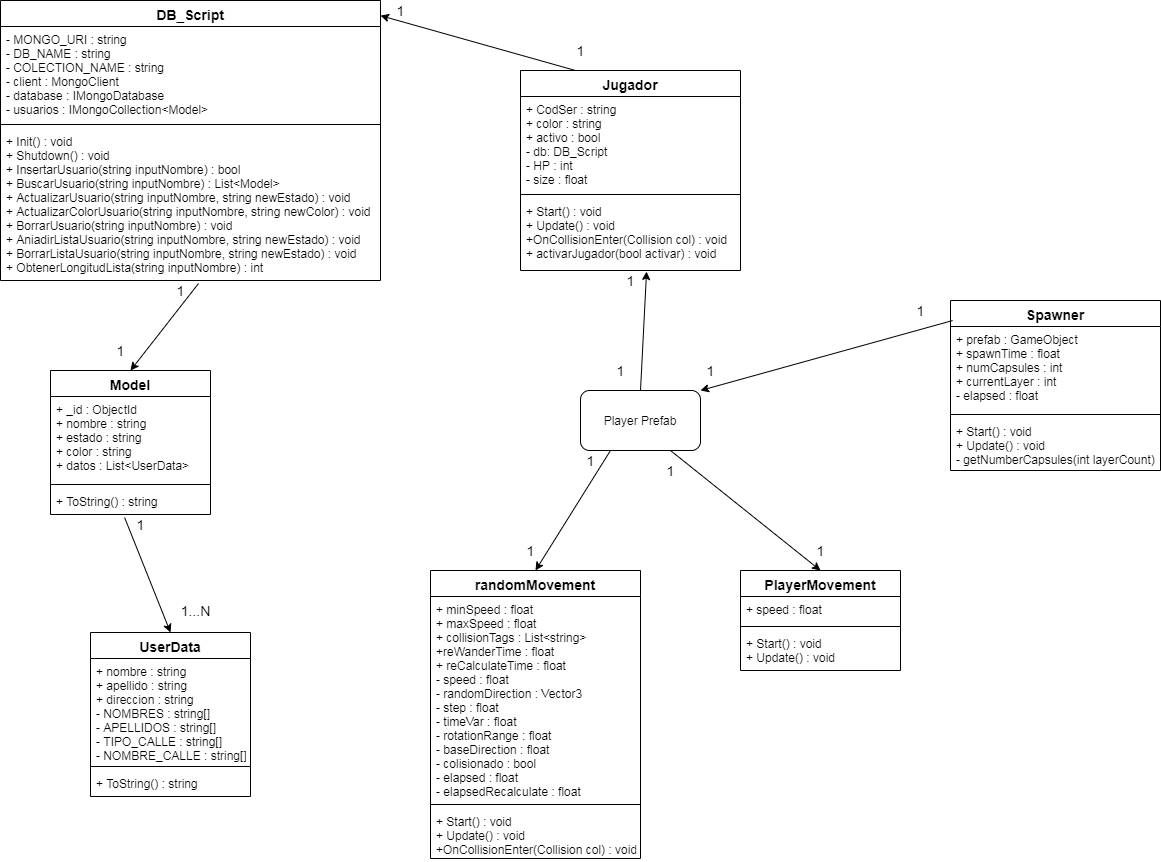 DB_Script
- MONGO_URI : string
- DB_NAME : string
- COLECTION_NAME : string
- client : MongoClient
- database : IMongoDatabase
- usuarios : IMongoCollection<Model>
+ Init() : void
+ Shutdown() : void
+ InsertarUsuario(string inputNombre) : bool
+ BuscarUsuario(string inputNombre) : List<Model>
+ ActualizarUsuario(string inputNombre, string newEstado) : void
+ ActualizarColorUsuario(string inputNombre, string newColor) : void
+ BorrarUsuario(string inputNombre) : void
+ AniadirListaUsuario(string inputNombre, string newEstado) : void
+ BorrarListaUsuario(string inputNombre, string newEstado) : void
+ ObtenerLongitudLista(string inputNombre) : int
1
1
Jugador
+ CodSer : string
+ color : string
+ activo : bool
- db: DB_Script
- HP : int
- size : float
+ Start() : void
+ Update() : void
+OnCollisionEnter(Collision col) : void
+ activarJugador(bool activar) : void
1
1
Model
+ _id : ObjectId
+ nombre : string
+ estado : string
+ color : string
+ datos : List<UserData>
+ ToString() : string
1
1...N
UserData
+ nombre : string
+ apellido : string
+ direccion : string
- NOMBRES : string[]
- APELLIDOS : string[]
- TIPO_CALLE : string[]
- NOMBRE_CALLE : string[]
+ ToString() : string
1
1
Player Prefab
1
1
Spawner
+ prefab : GameObject
+ spawnTime : float
+ numCapsules : int
+ currentLayer : int
- elapsed : float
+ Start() : void
+ Update() : void
- getNumberCapsules(int layerCount)
1
1
1
1
randomMovement
+ minSpeed : float
+ maxSpeed : float
+ collisionTags : List<string>
+reWanderTime : float
+ reCalculateTime : float
- speed : float
- randomDirection : Vector3
- step : float
- timeVar : float
- rotationRange : float
- baseDirection : float
- colisionado : bool
- elapsed : float
- elapsedRecalculate : float
+ Start() : void
+ Update() : void
+OnCollisionEnter(Collision col) : void
PlayerMovement
+ speed : float
+ Start() : void
+ Update() : void